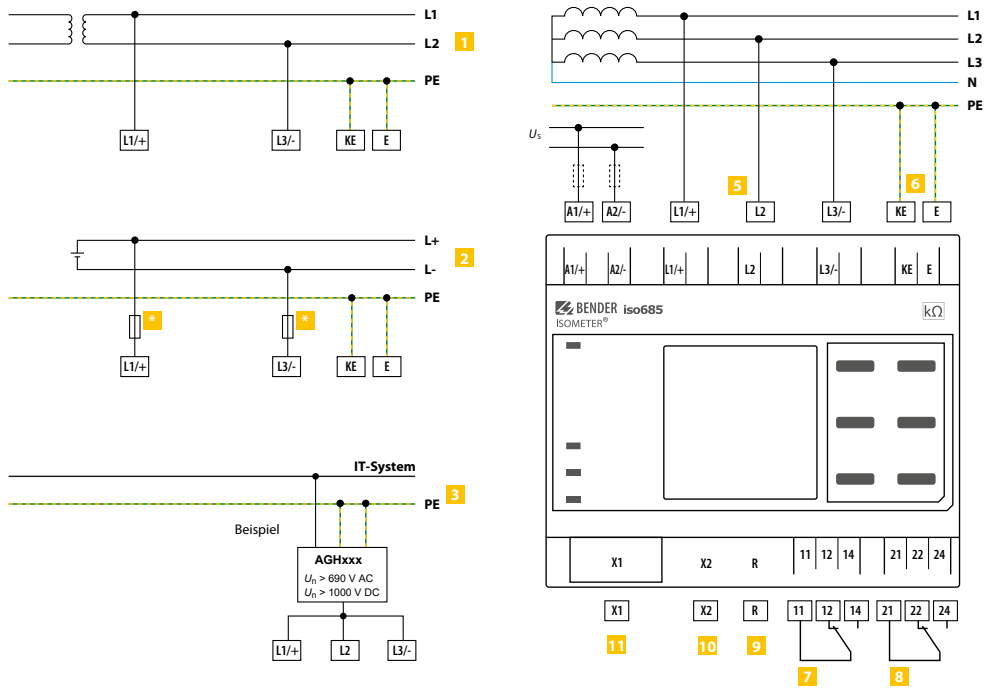 L1
L2
1
PE
L1/+
L3/-
KE
E
L+
L-
2
PE
*
*
L1/+
L3/-
KE
E
IT-System
PE
3
Beispiel
AGHxxx
Un > 690 V AC
Un > 1000 V DC
L1/+
L2
L3/-
L1
L2
L3
N
PE
Us
5
6
A1/+
A2/-
L1/+
L2
L3/-
KE
E
A1/+
A2/-
L1/+
L2
L3/-
KE
E
BENDER iso685
ISOMETER®
kΩ
X1
X2
R
11
12
14
21
22
24
X1
X2
R
11
12
14
21
22
24
11
10
9
7
8